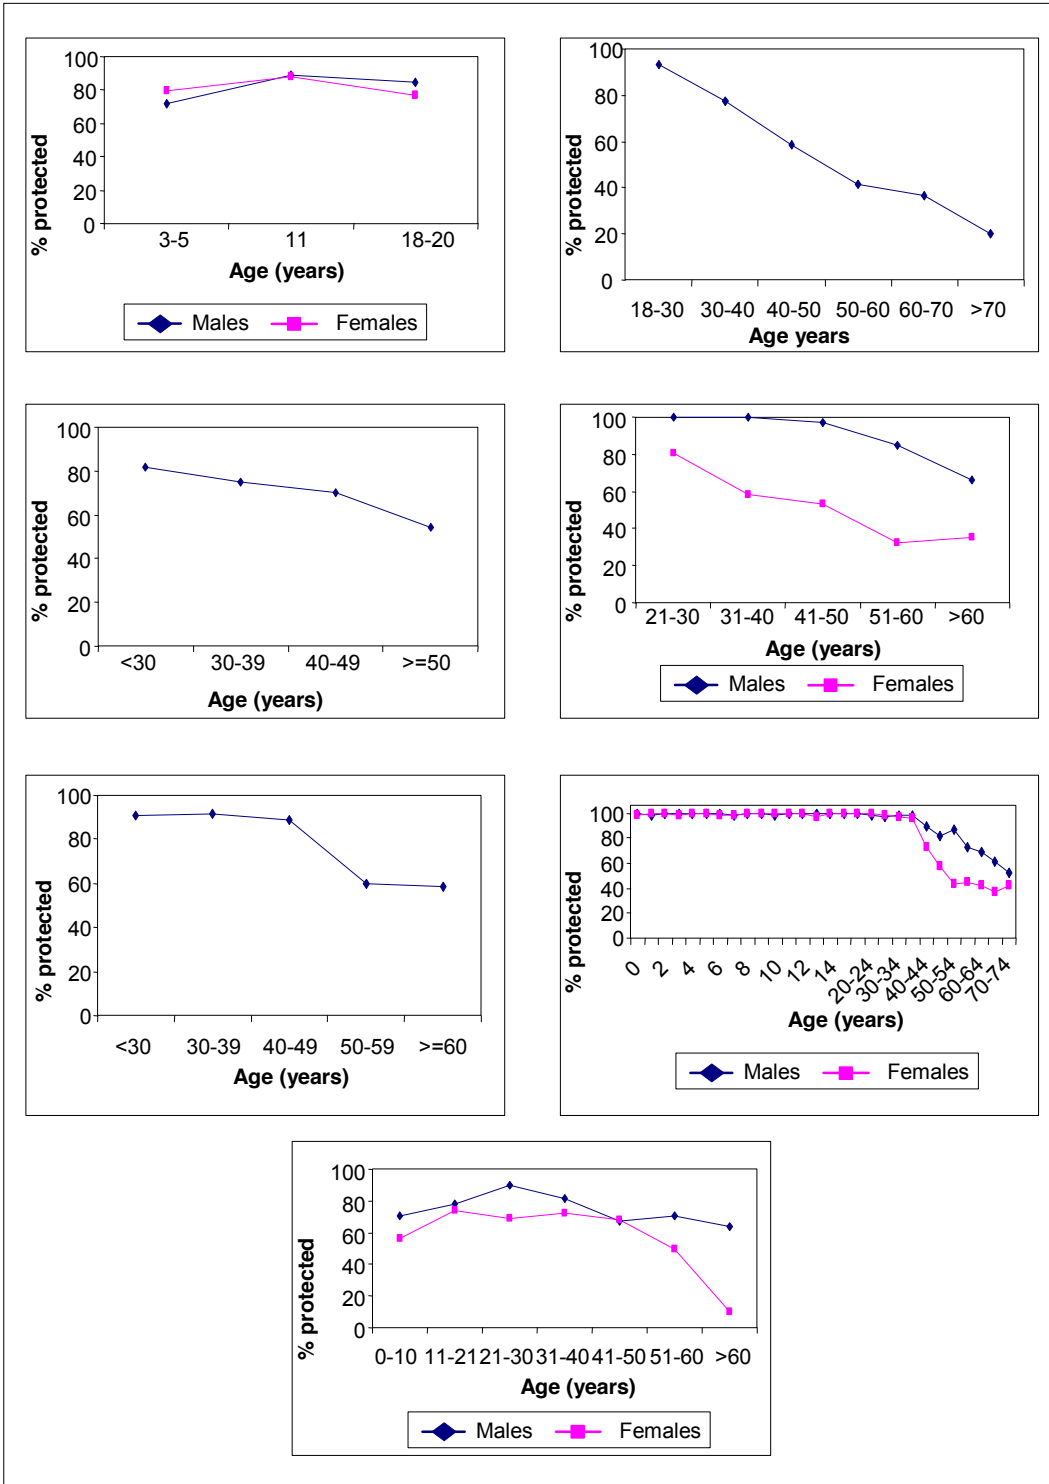 100
80
60
40
20
0
% protected
3-5 11 18-20
Age (years)
Males Females
100
80
60
40
20
0
% protected
18-30 30-40 40-50 50-60 60-70 >70
Age years
100
80
60
40
20
0
% protected
<30 30-39 40-49 >=50
Age (years)
100
80
60
40
20
0
% protected
21-30 31-40 41-50 51-60 >60
Age (years)
Males Females
100
80
60
40
20
0
% protected
<30 30-39 40-49 50-59 >=60
Age (years)
100
80
60
40
20
0
% protected
0 2 4 6 8 10 12 14 20-24 30-34 40-44 50-54 60-64 70-74
Age (years)
Males Females
100
80
60
40
20
0
% protected
0-10 11-21 21-30 31-40 41-50 51-60 >60
Age (years)
Males Females